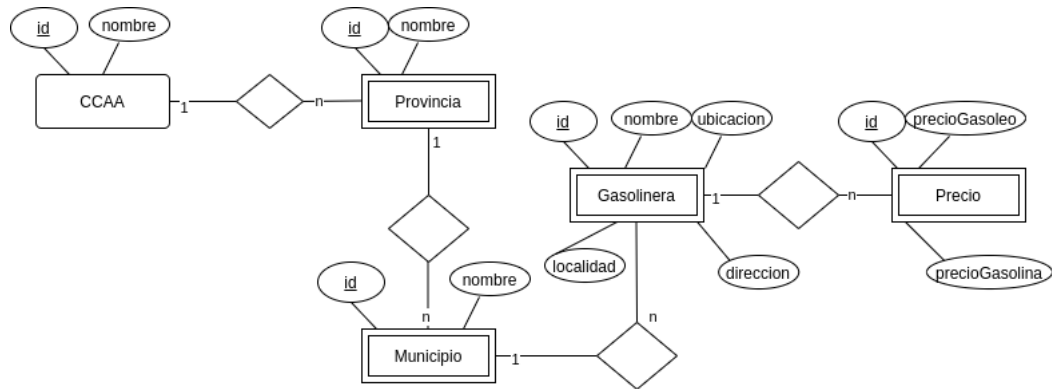 id
nombre
CCAA
1
n
id
nombre
Provincia
1
n
id
nombre
Municipio
1
n
id
nombre
ubicacion
Gasolinera
localidad
direccion
1
n
id
precioGasoleo
Precio
precioGasolina